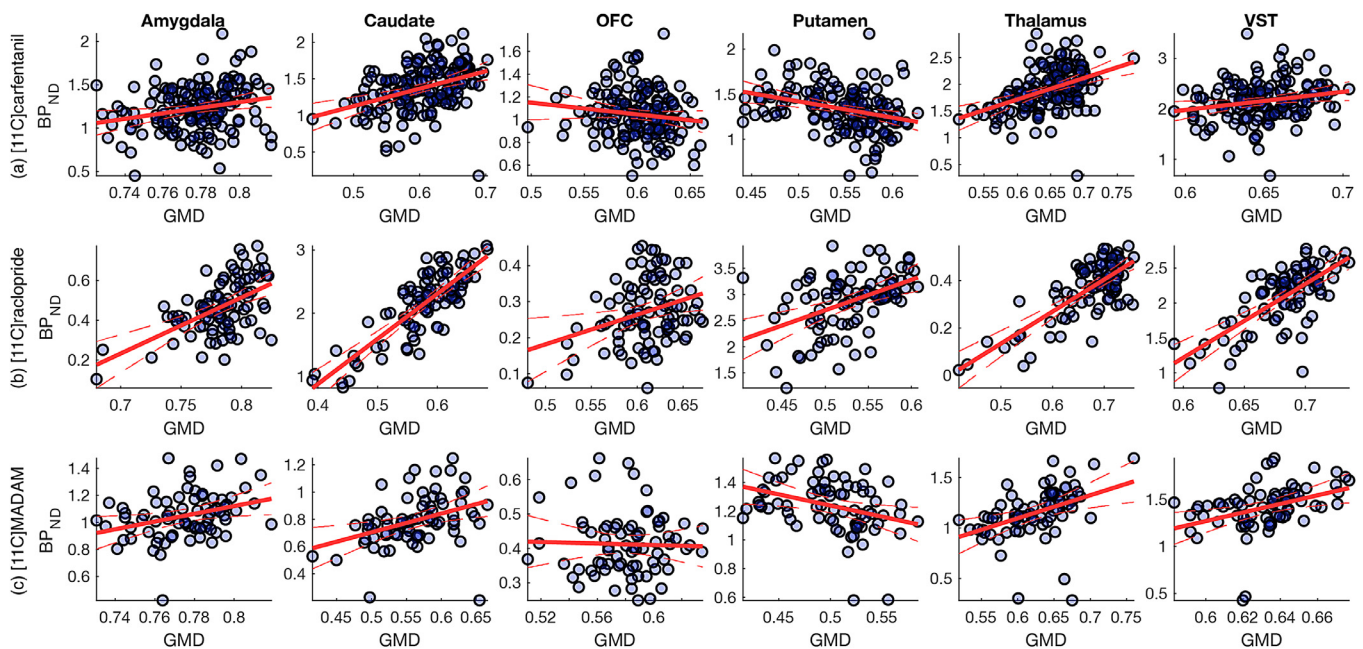 Amygdala
Caudate
OFC
Putamen
Thalamus
VST
(a) [11C]carfentanil
BP_ND
2
1.5
1
0.5
0.74 0.76 0.78 0.8
GMD
2
1.5
1
0.5
0.5 0.6 0.7
GMD
1.6
1.4
1.2
1
0.8
0.6
0.5 0.55 0.6 0.65
GMD
2
1.5
1
0.45 0.5 0.55 0.6
GMD
2.5
2
1.5
1
0.5
0.55 0.6 0.65 0.7 0.75
GMD
3
2
1
0.6 0.65 0.7
GMD
(b) [11C]raclopride
BP_ND
0.6
0.4
0.2
0.7 0.75 0.8
GMD
3
2
1
0.4 0.5 0.6
GMD
0.4
0.3
0.2
0.1
0.5 0.55 0.6 0.65
GMD
3.5
3
2.5
2
1.5
0.45 0.5 0.55 0.6
GMD
0.4
0.2
0
0.5 0.6 0.7
GMD
2.5
2
1.5
1
0.6 0.65 0.7
GMD
(c) [11C]MADAM
BP_ND
1.4
1.2
1
0.8
0.6
0.74 0.76 0.78 0.8
GMD
1.2
1
0.8
0.6
0.4
0.45 0.5 0.55 0.6 0.65
GMD
0.6
0.5
0.4
0.3
0.52 0.56 0.6
GMD
1.6
1.4
1.2
1
0.8
0.6
0.45 0.5 0.55
GMD
1.5
1
0.5
0.55 0.6 0.65 0.7 0.75
GMD
1.5
1
0.5
0.6 0.62 0.64 0.66
GMD